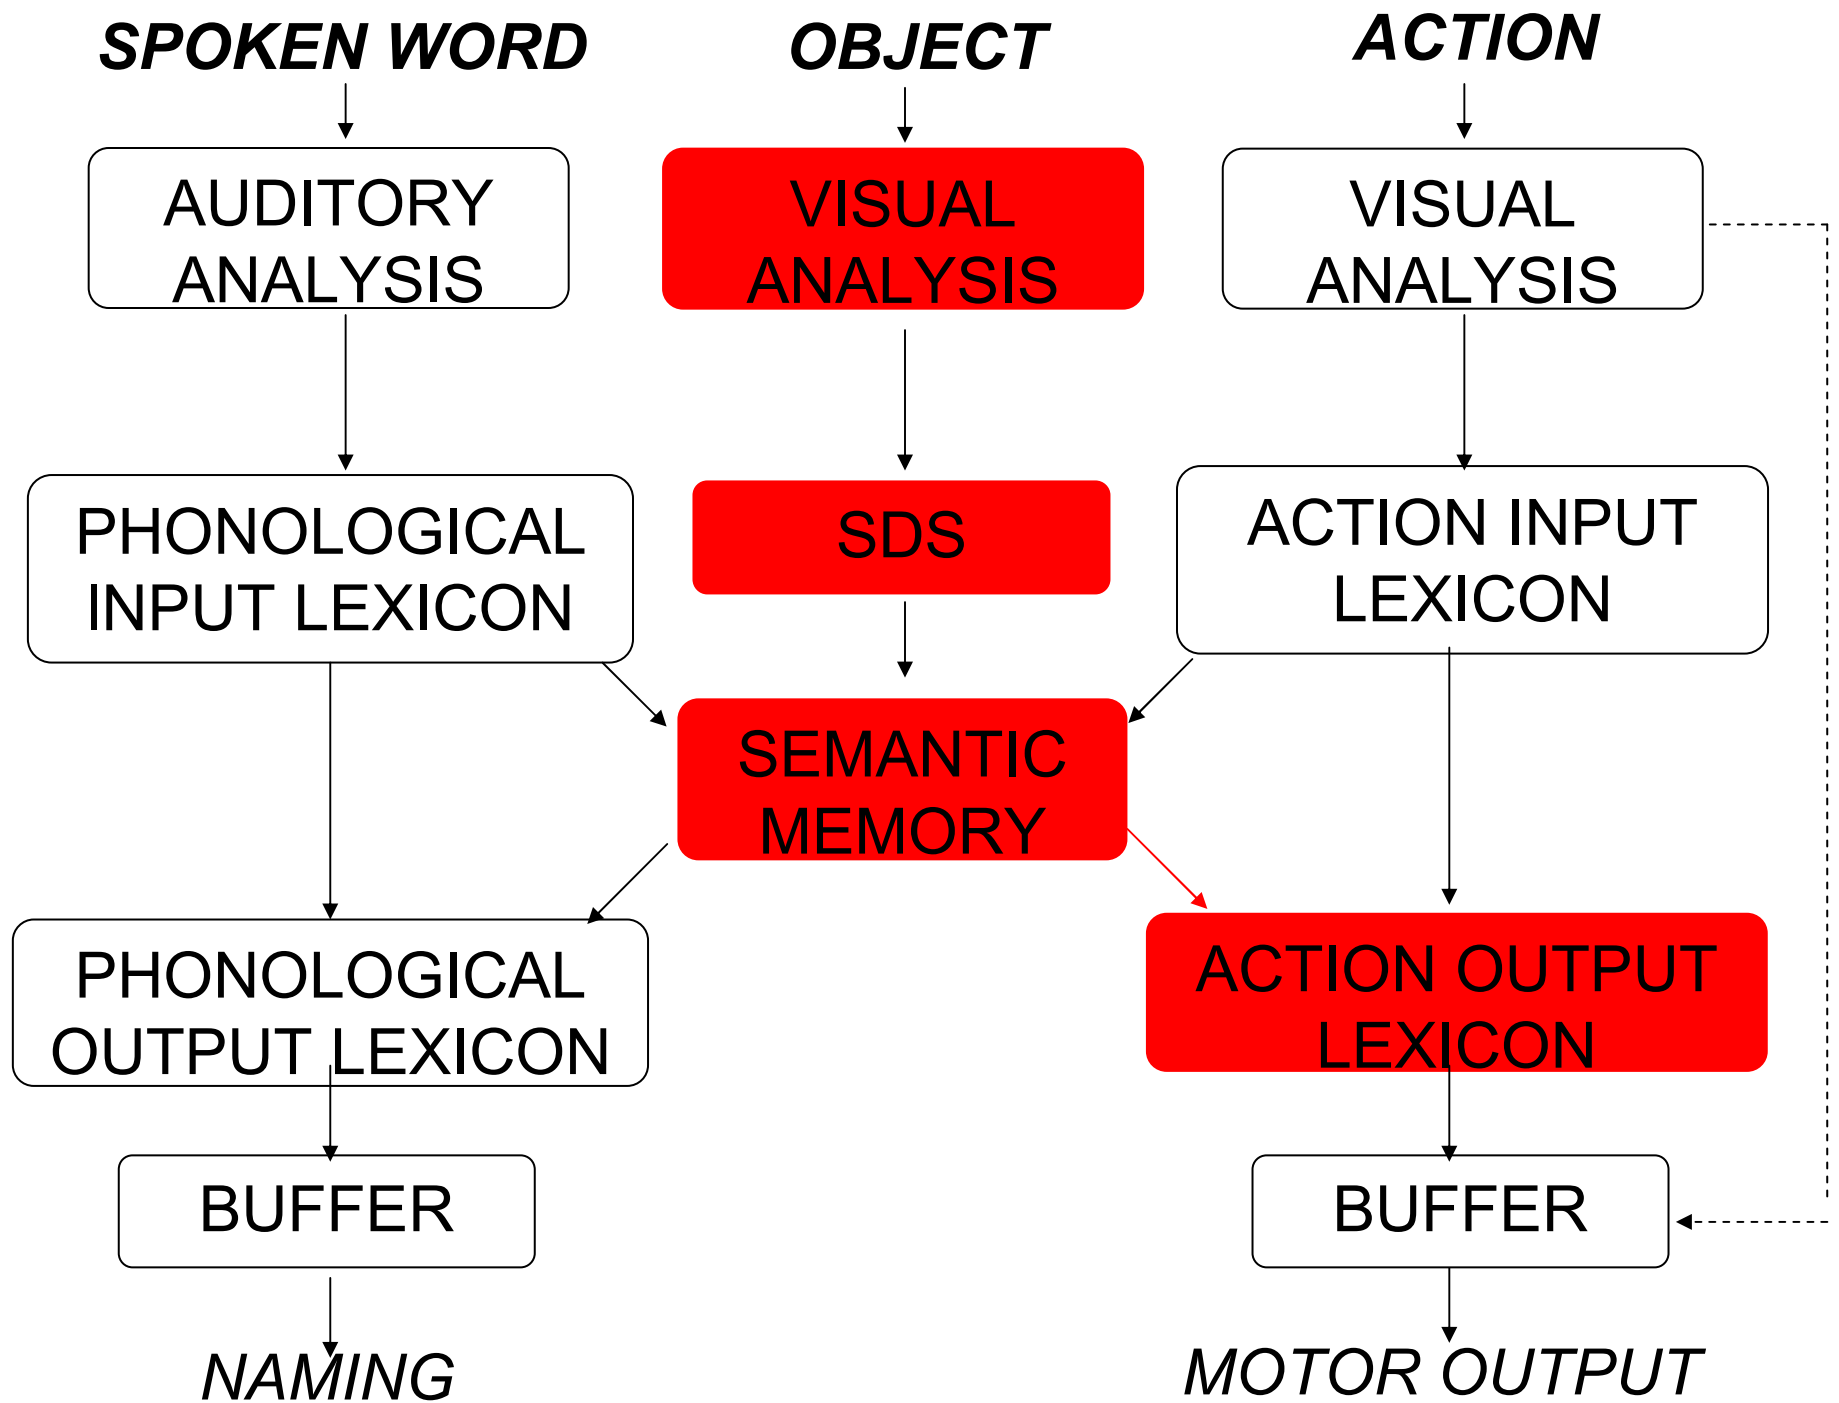 SPOKEN WORD
OBJECT
ACTION
AUDITORY
ANALYSIS
VISUAL
ANALYSIS
VISUAL
ANALYSIS
PHONOLOGICAL
INPUT LEXICON
SDS
ACTION INPUT
LEXICON
SEMANTIC
MEMORY
PHONOLOGICAL
OUTPUT LEXICON
ACTION OUTPUT
LEXICON
BUFFER
BUFFER
NAMING
MOTOR OUTPUT